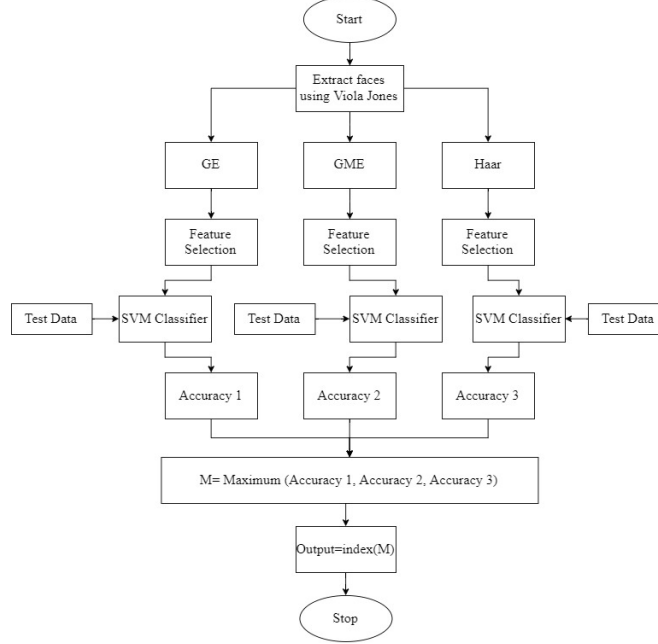 Start
Extract faces
using Viola Jones
GE
GME
Haar
Feature
Selection
Feature
Selection
Feature
Selection
Test Data
SVM Classifier
Test Data
SVM Classifier
SVM Classifier
Test Data
Accuracy 1
Accuracy 2
Accuracy 3
M= Maximum (Accuracy 1, Accuracy 2, Accuracy 3)
Output=index(M)
Stop